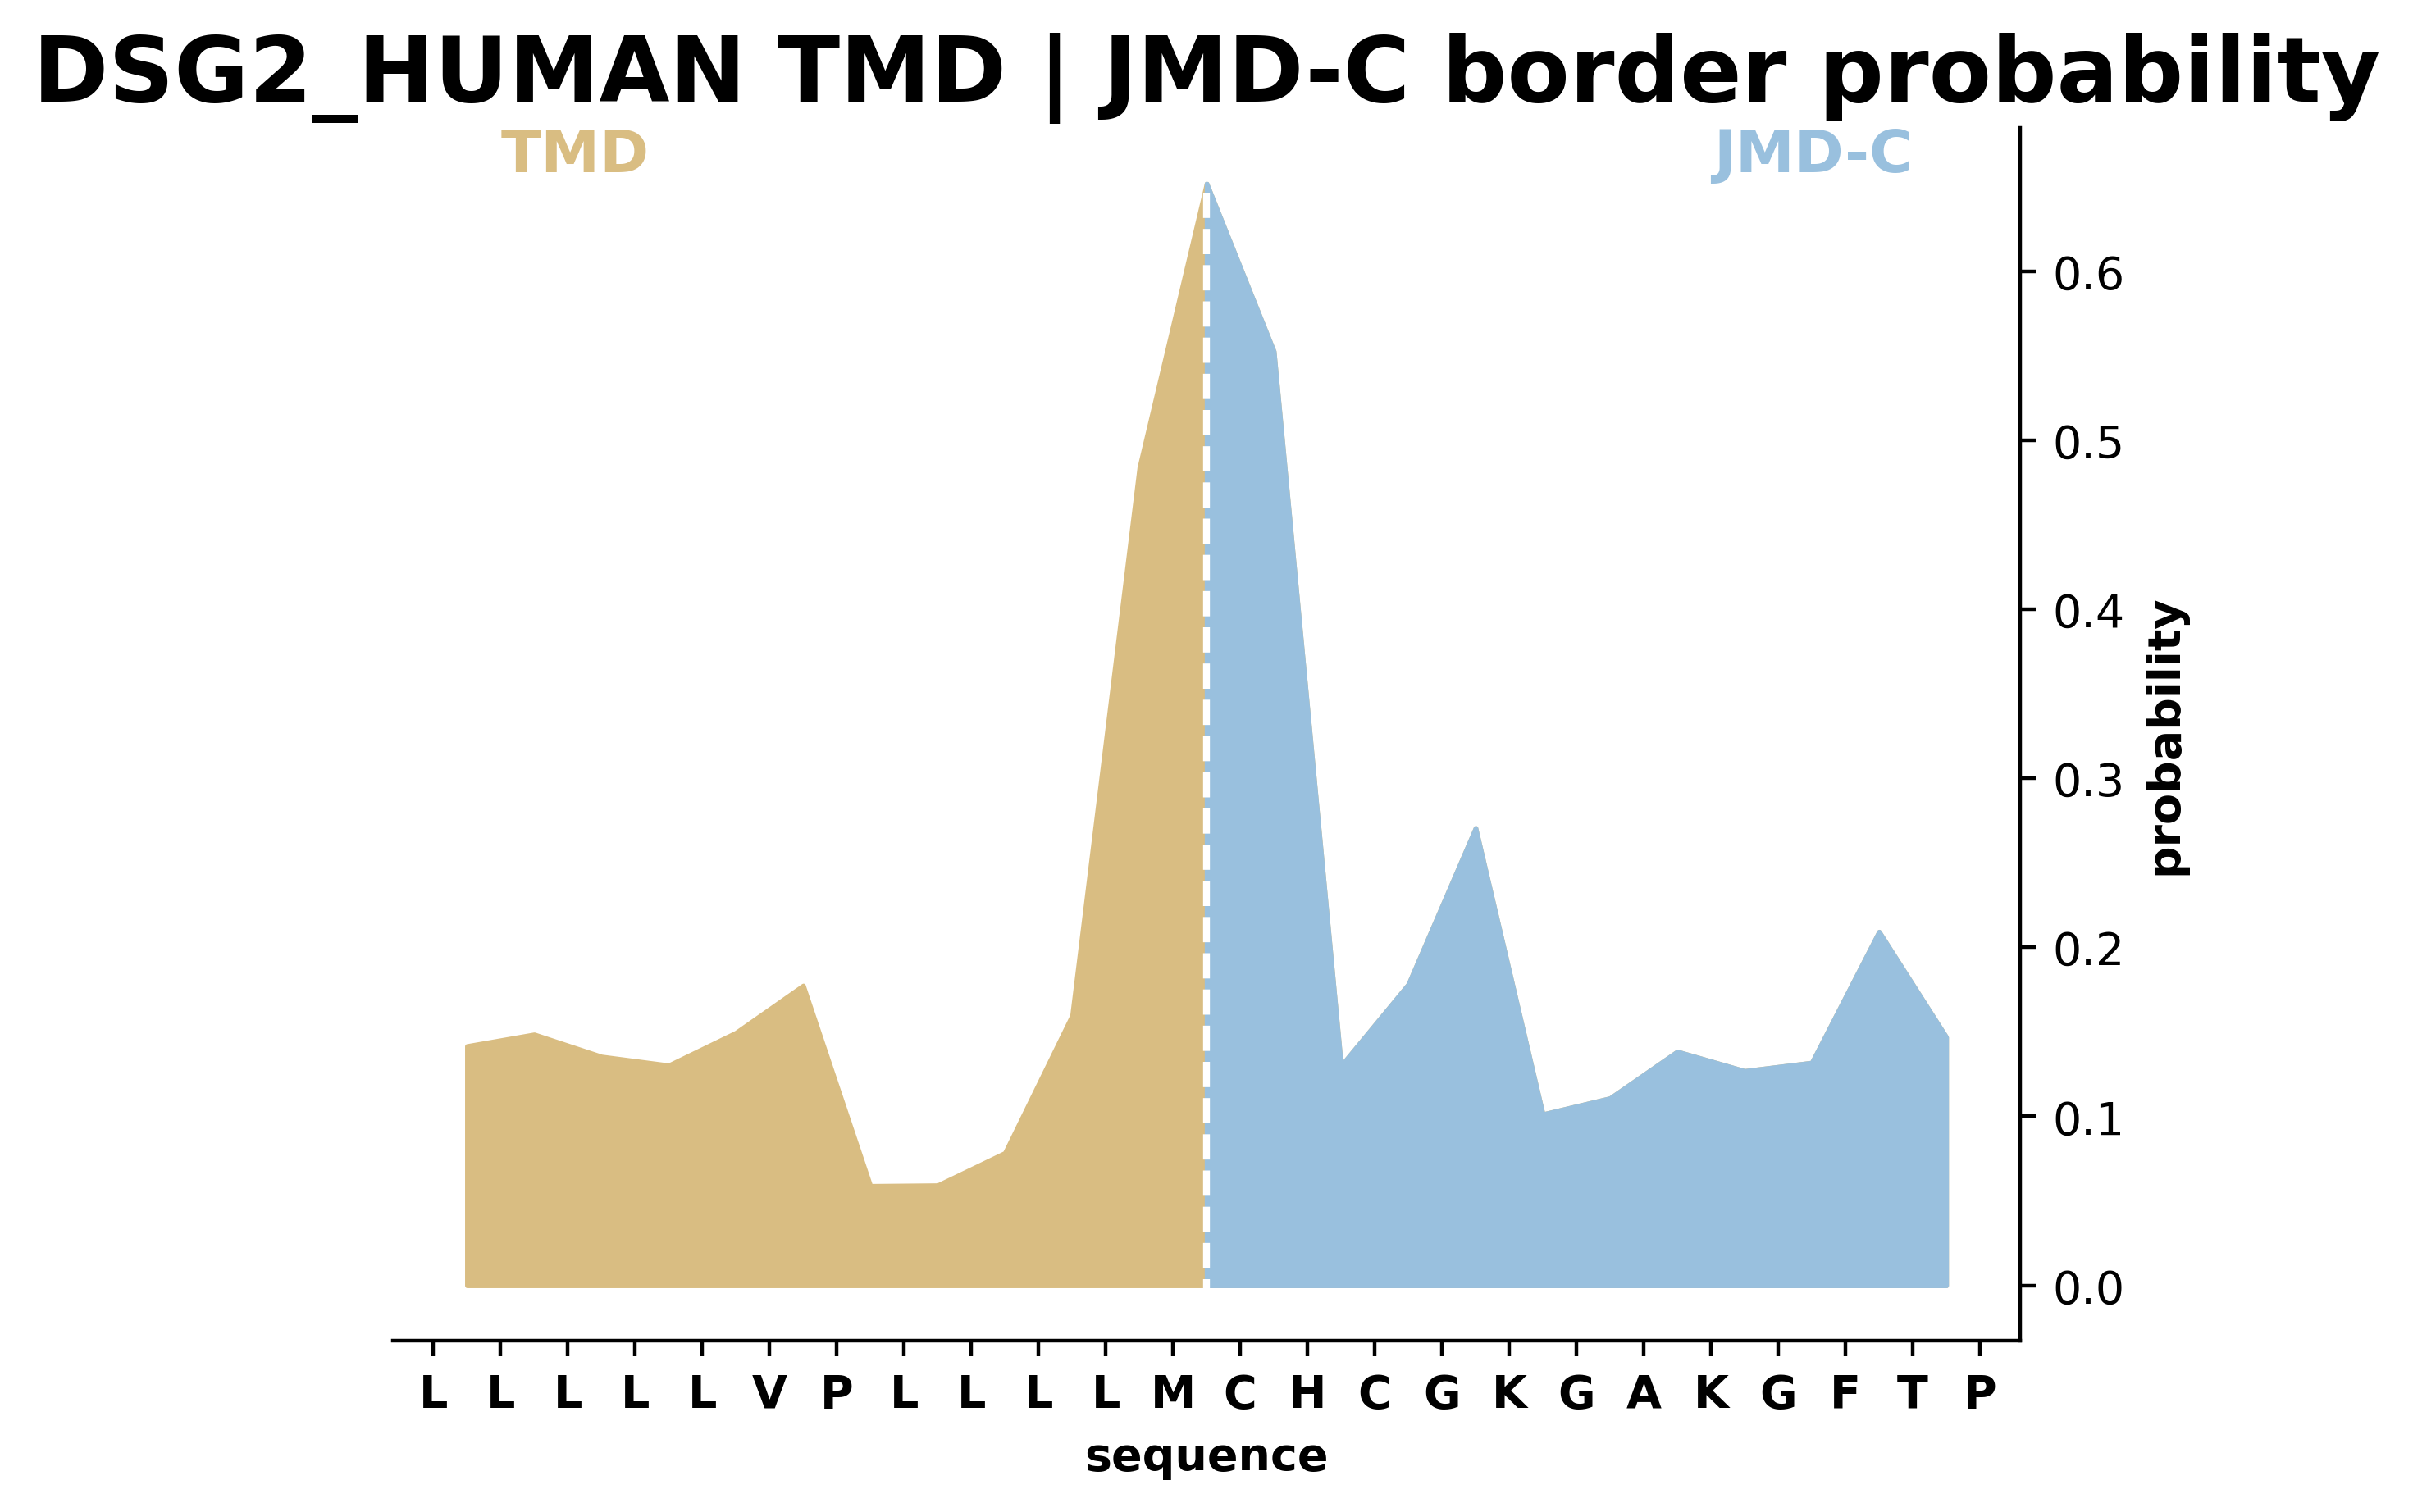 DSG2_HUMAN TMD | JMD-C border probability
TMD
JMD-C
0.6
0.5
0.4
0.3
0.2
0.1
0.0
probability
L L L L L V P L L L L M C H C G K G A K G F T P
sequence